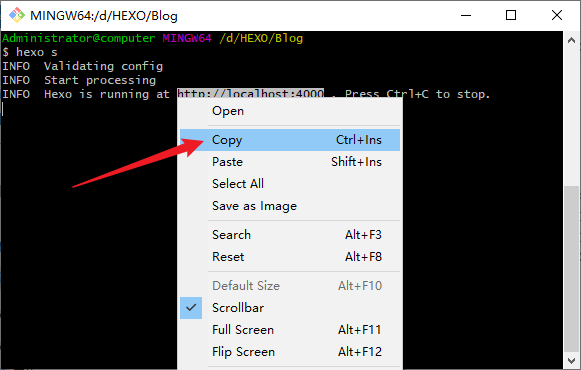 MINGW64:/d/HEXO/Blog
Administrator@computer MINGW64 /d/HEXO/Blog
$ hexo s
INFO  Validating config
INFO  Start processing
INFO  Hexo is running at http://localhost:4000 . Press Ctrl+C to stop.
Open
Copy Ctrl+Ins
Paste Shift+Ins
Select All
Save as Image
Search Alt+F3
Reset Alt+F8
Default Size Alt+F10
Scrollbar
Full Screen Alt+F11
Flip Screen Alt+F12